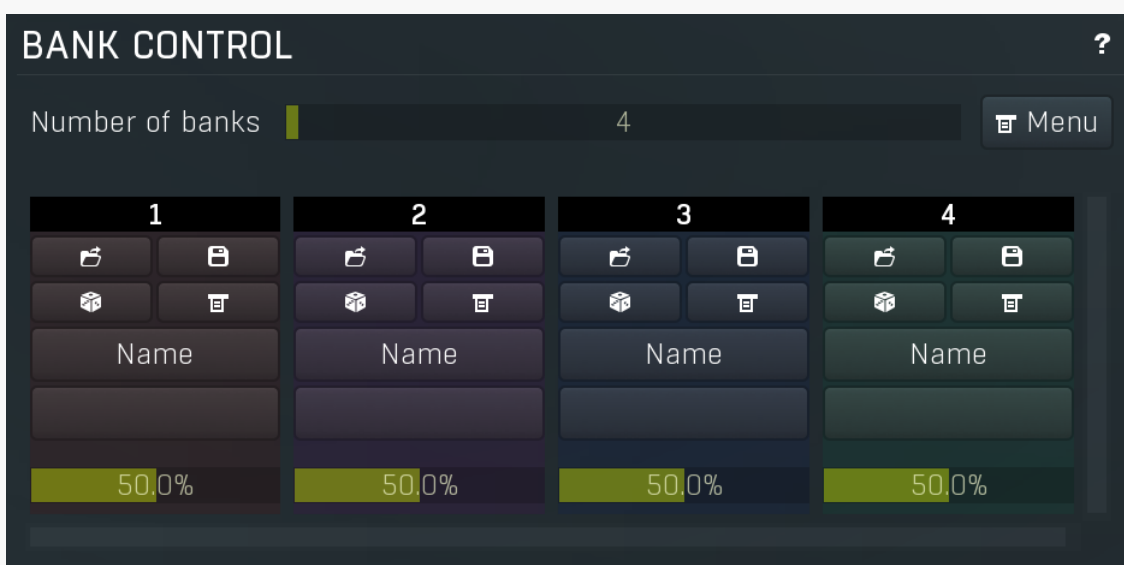 BANK CONTROL ?
Number of banks 4 Menu
1 2 3 4
Name Name Name Name
50.0% 50.0% 50.0% 50.0%